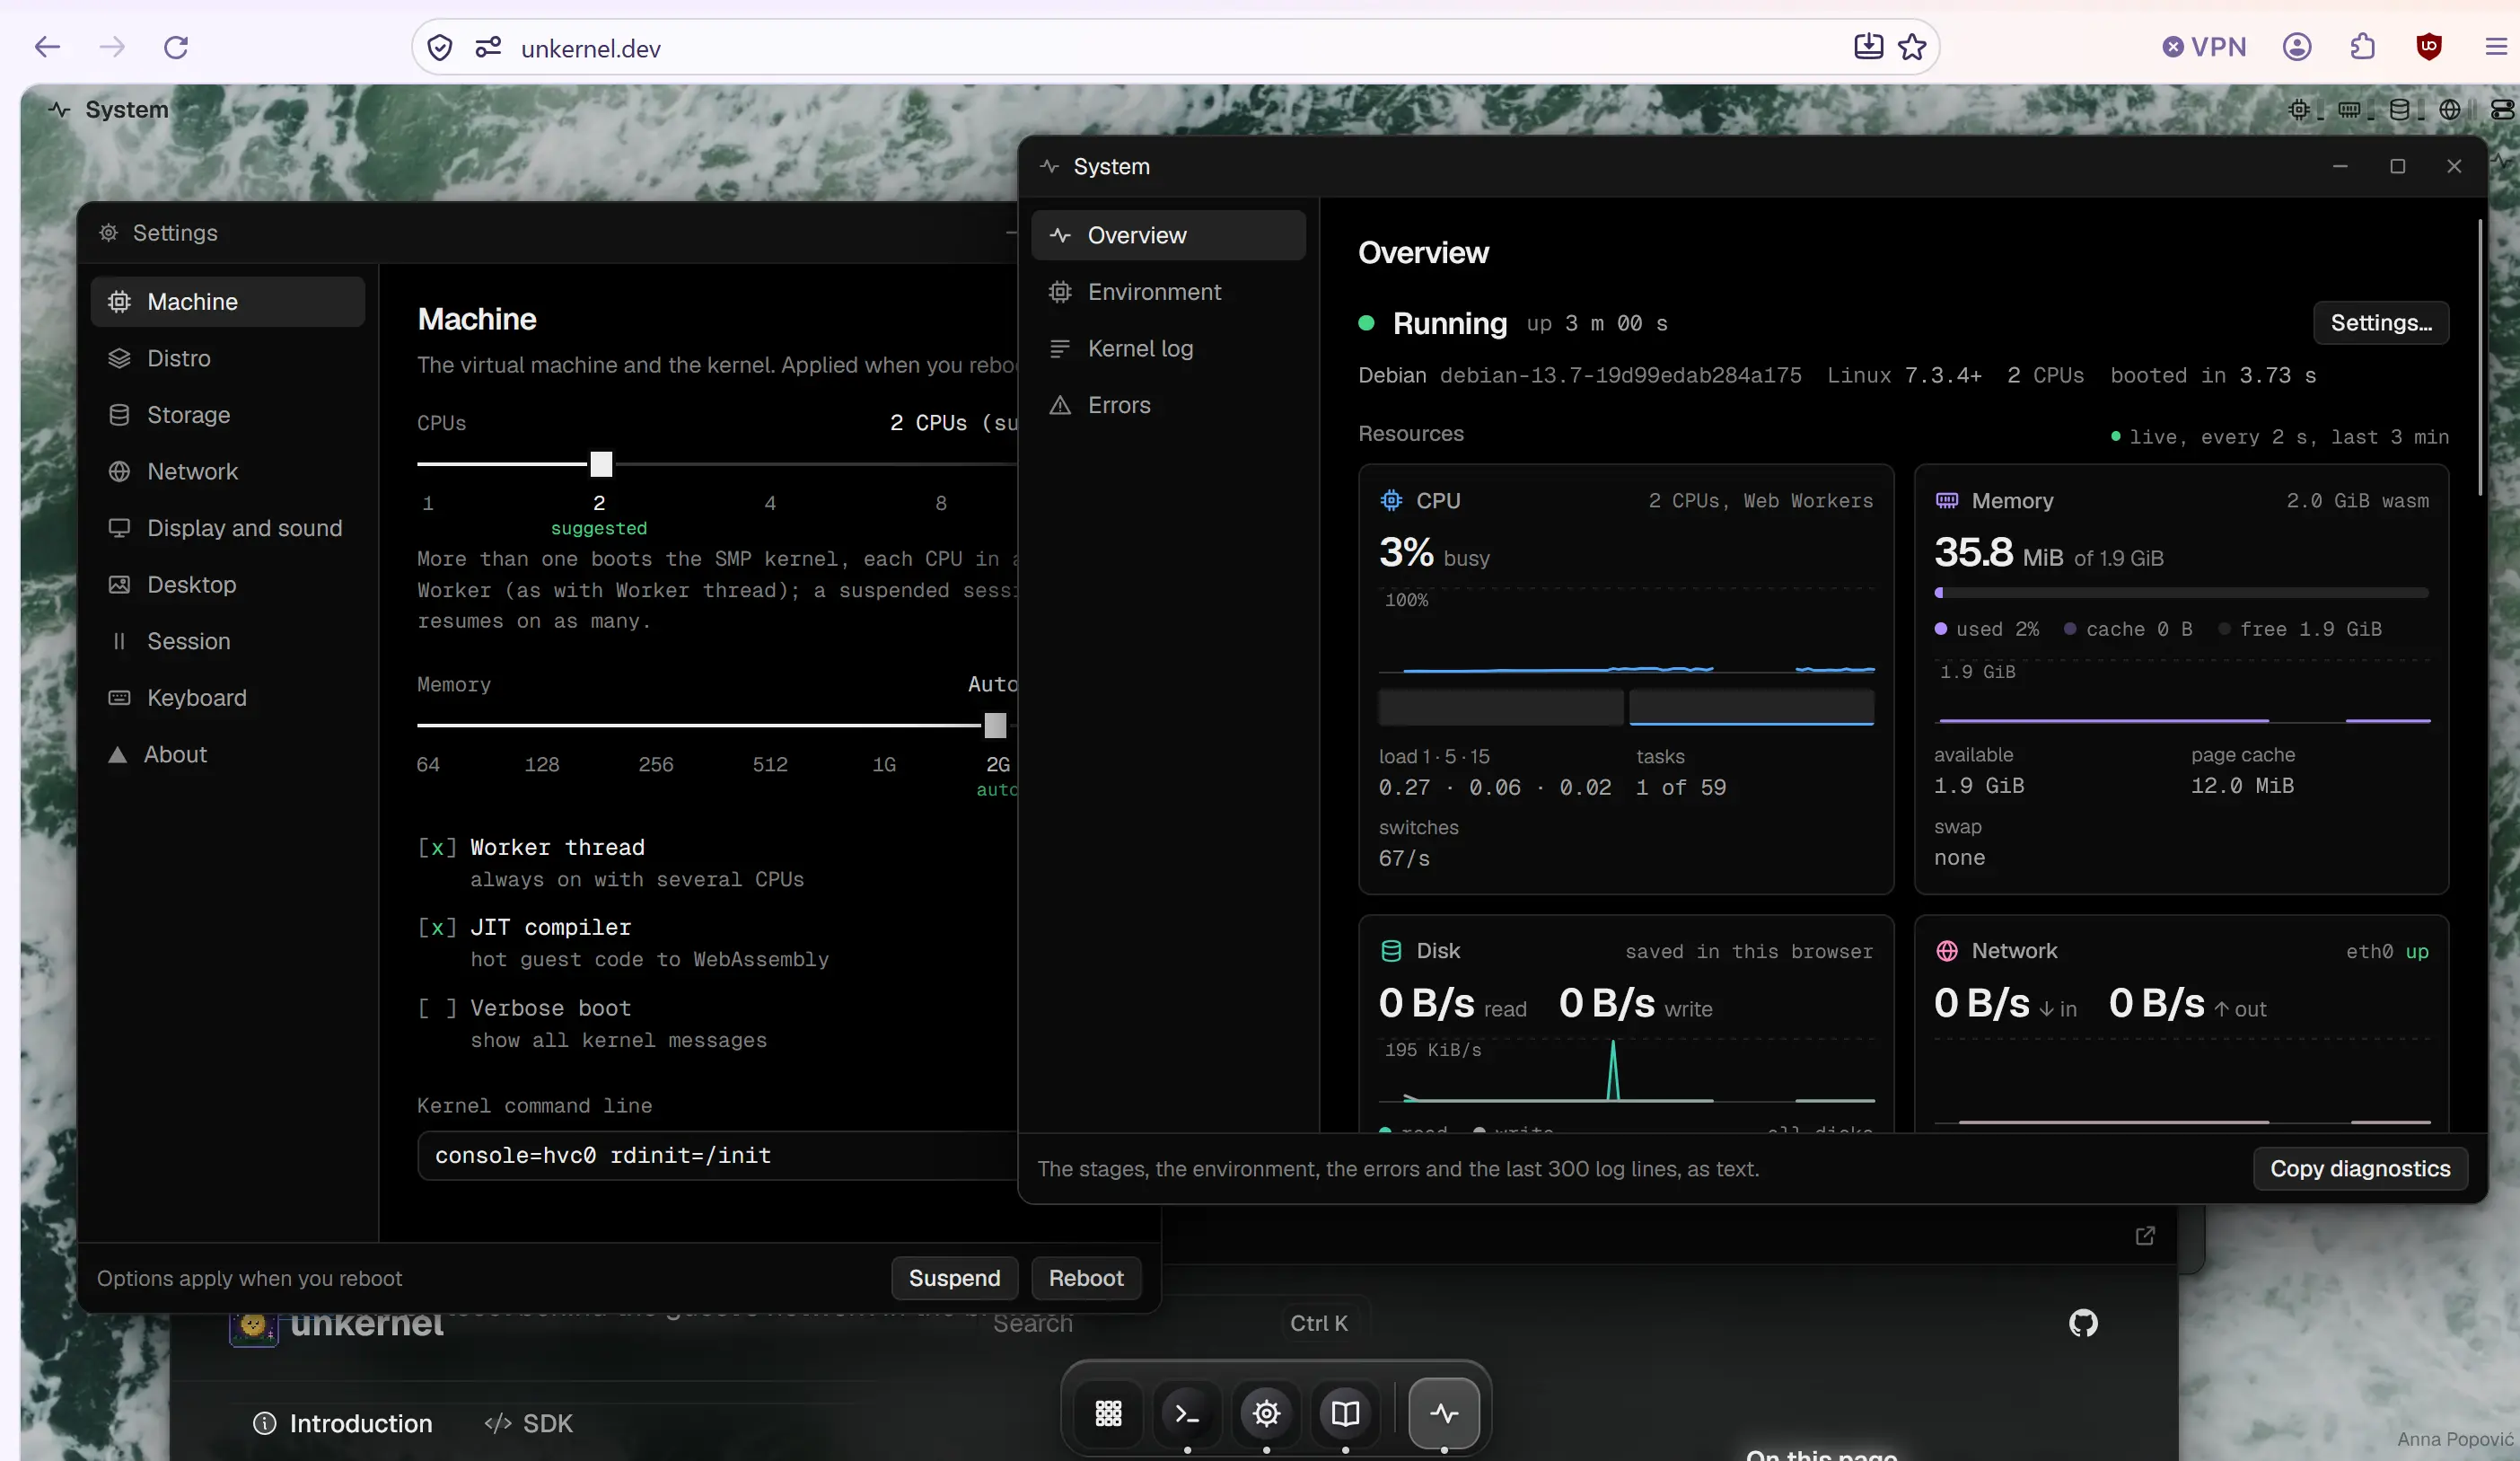 unkernel.dev
VPN
System
Settings
Machine
Distro
Storage
Network
Display and sound
Desktop
Session
Keyboard
About
Machine
The virtual machine and the kernel. Applied when you
CPUs
2 CPUs
1 2 4 8
suggested
More than one boots the SMP kernel, each CPU in
Worker (as with Worker thread); a suspended
resumes on as many.
Memory
Auto
64 128 256 512 1G 2G
auto
[x] Worker thread
always on with several CPUs
[x] JIT compiler
hot guest code to WebAssembly
[ ] Verbose boot
show all kernel messages
Kernel command line
console=hvc0 rdinit=/init
Options apply when you reboot
Suspend
Reboot
System
Overview
Environment
Kernel log
Errors
Overview
Running up 3 m 00 s
Settings...
Debian debian-13.7-19d99edab284a175 Linux 7.3.4+ 2 CPUs booted in 3.73 s
Resources
live, every 2 s, last 3 min
CPU
2 CPUs, Web Workers
3% busy
100%
load 1 · 5 · 15
0.27 · 0.06 · 0.02
tasks
1 of 59
switches
67/s
Memory
2.0 GiB wasm
35.8 MiB of 1.9 GiB
used 2% cache 0 B free 1.9 GiB
1.9 GiB
available
1.9 GiB
page cache
12.0 MiB
swap
none
Disk
saved in this browser
0 B/s read 0 B/s write
195 KiB/s
read write
all disks
Network
eth0 up
0 B/s ↓ in 0 B/s ↑ out
The stages, the environment, the errors and the last 300 log lines, as text.
Copy diagnostics
unkernel
Search
Ctrl K
Introduction
</> SDK
On this page
Anna Popović